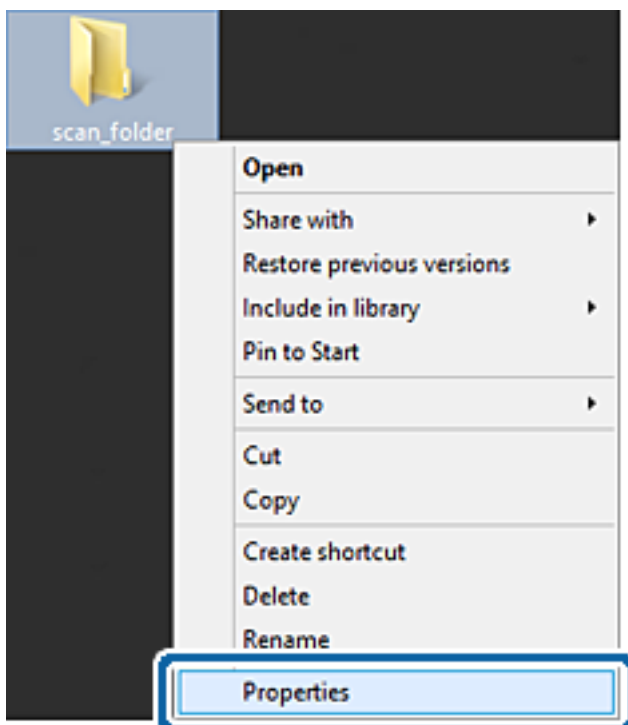 scan_folder
Open
Share with
Restore previous versions
Include in library
Pin to Start
Send to
Cut
Copy
Create shortcut
Delete
Rename
Properties